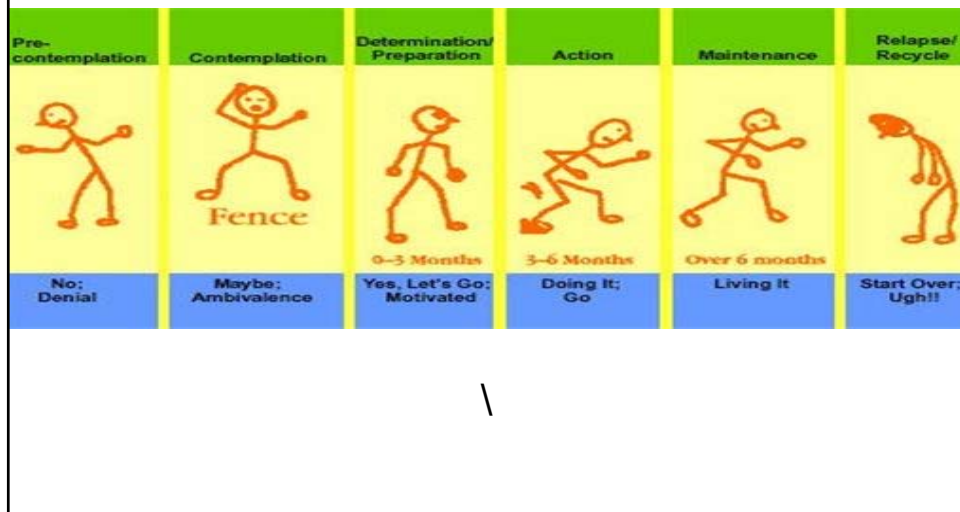 Pre-
contemplation
Contemplation
Determination/
Preparation
Action
Maintenance
Relapse/
Recycle
Fence
0-3 Months
3-6 Months
Over 6 months
No;
Denial
Maybe;
Ambivalence
Yes, Let's Go;
Motivated
Doing It;
Go
Living It
Start Over;
Ugh!!
\